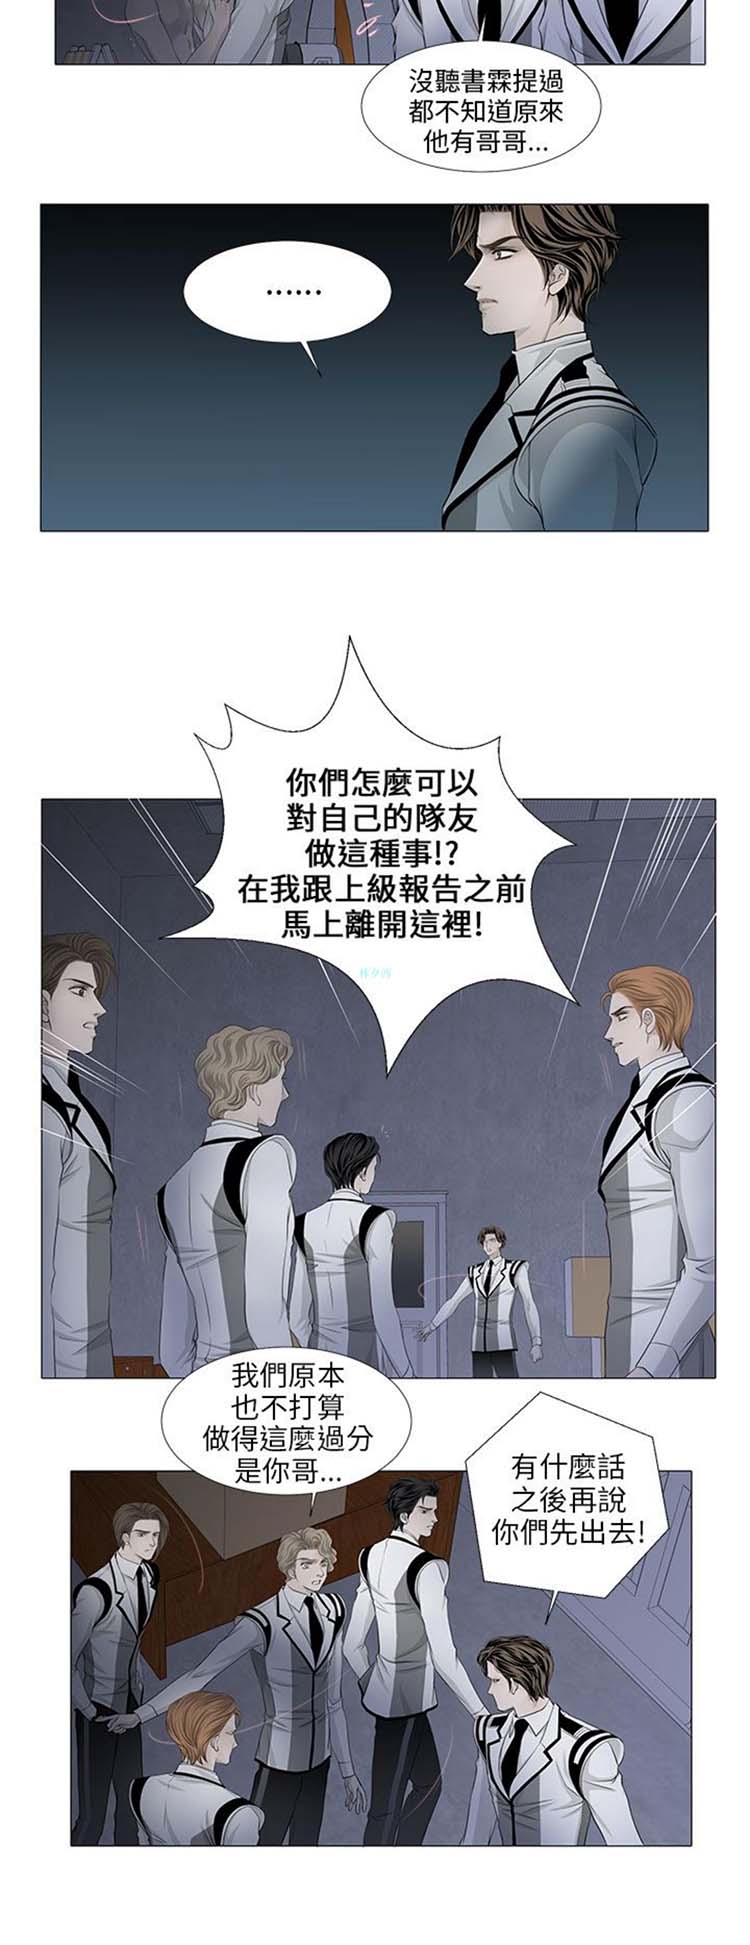 沒聽書霖提過
都不知道原來
他有哥哥...
......
你們怎麼可以
對自己的隊友
做這種事!?
在我跟上級報告之前
馬上離開這裡!
林夕西
我們原本
也不打算
做得這麼過分
是你哥...
有什麼話
之後再說
你們先出去!